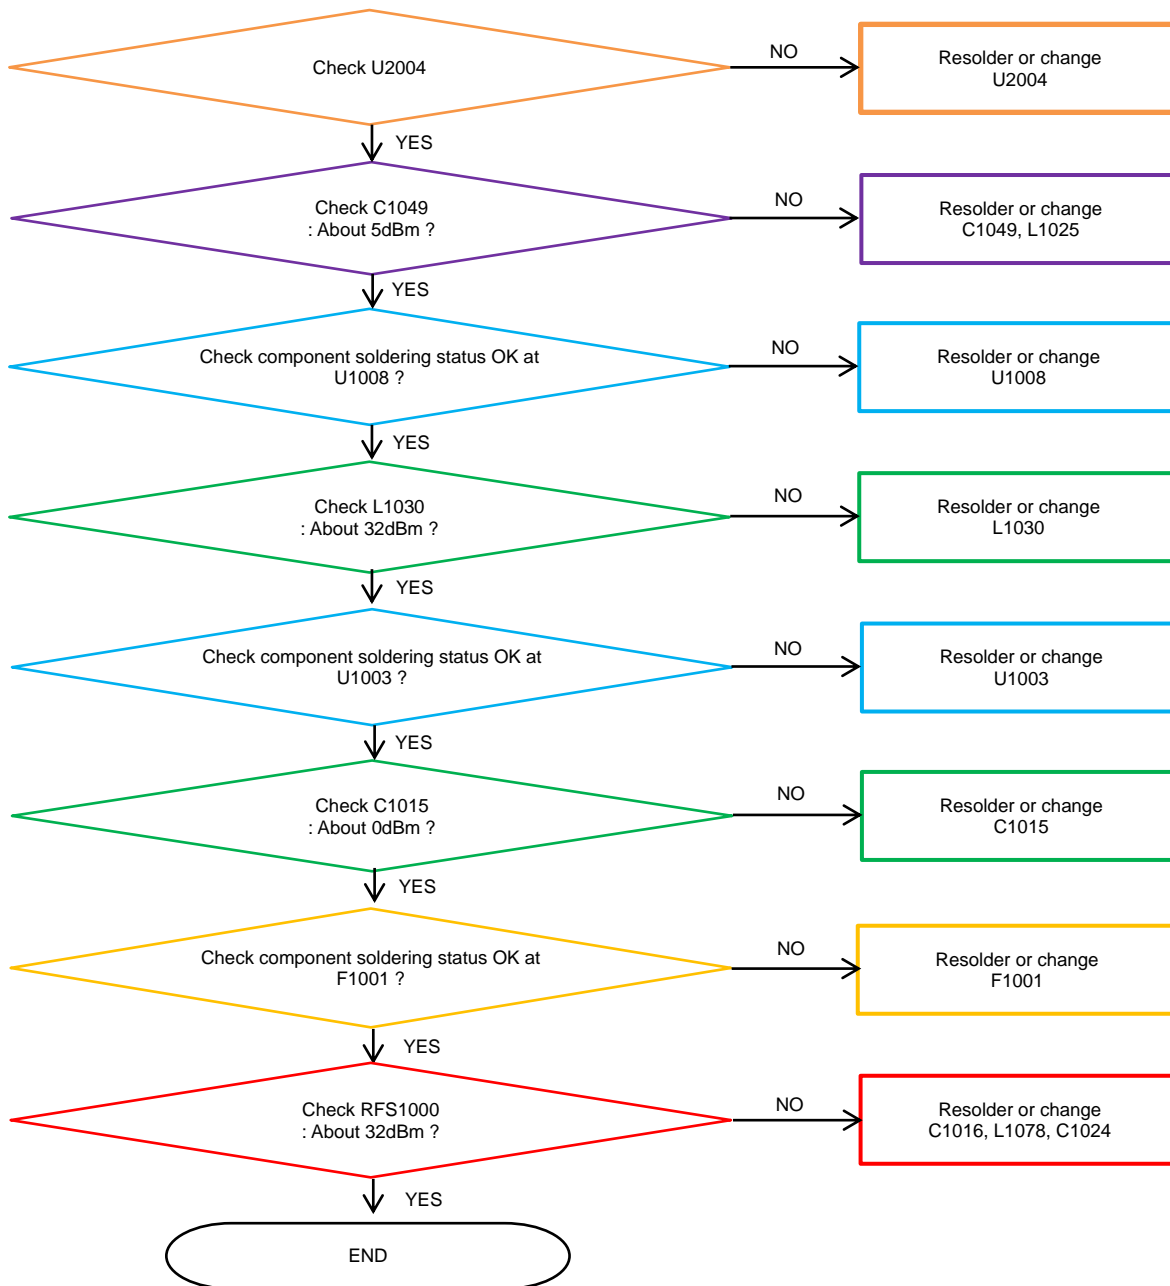 Check U2004
NO
Resolder or change
U2004
YES
Check C1049
: About 5dBm ?
NO
Resolder or change
C1049, L1025
YES
Check component soldering status OK at
U1008 ?
NO
Resolder or change
U1008
YES
Check L1030
: About 32dBm ?
NO
Resolder or change
L1030
YES
Check component soldering status OK at
U1003 ?
NO
Resolder or change
U1003
YES
Check C1015
: About 0dBm ?
NO
Resolder or change
C1015
YES
Check component soldering status OK at
F1001 ?
NO
Resolder or change
F1001
YES
Check RFS1000
: About 32dBm ?
NO
Resolder or change
C1016, L1078, C1024
YES
END